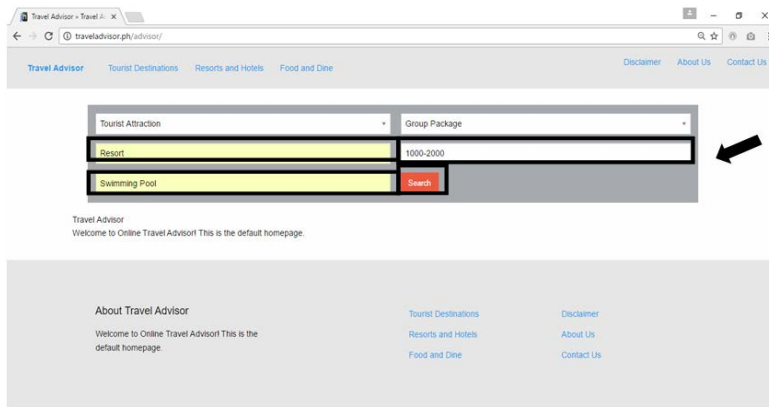 Travel Advisor » Travel A
traveladvisor.ph/advisor/
Travel Advisor Tourist Destinations Resorts and Hotels Food and Dine Disclaimer About Us Contact Us
Tourist Attraction Group Package
Resort 1000-2000
Swimming Pool Search
Travel Advisor
Welcome to Online Travel Advisor! This is the default homepage.
About Travel Advisor
Welcome to Online Travel Advisor! This is the
default homepage.
Tourist Destinations
Resorts and Hotels
Food and Dine
Disclaimer
About Us
Contact Us